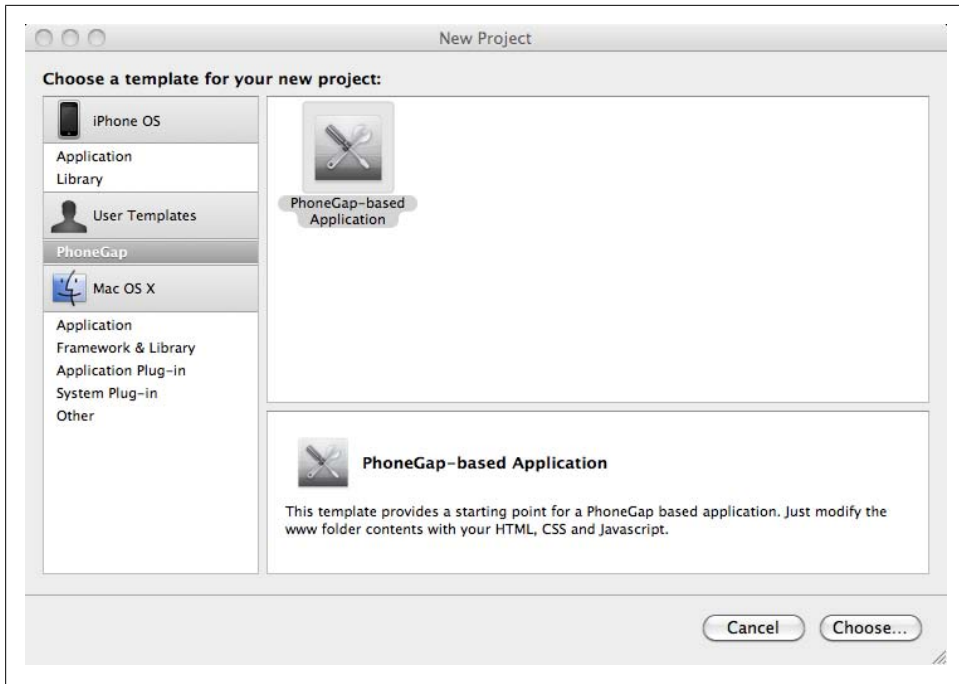 New Project
Choose a template for your new project:
iPhone OS
Application
Library
User Templates
PhoneGap
Mac OS X
Application
Framework & Library
Application Plug-in
System Plug-in
Other
PhoneGap-based
Application
PhoneGap-based Application
This template provides a starting point for a PhoneGap based application. Just modify the
www folder contents with your HTML, CSS and Javascript.
Cancel
Choose...